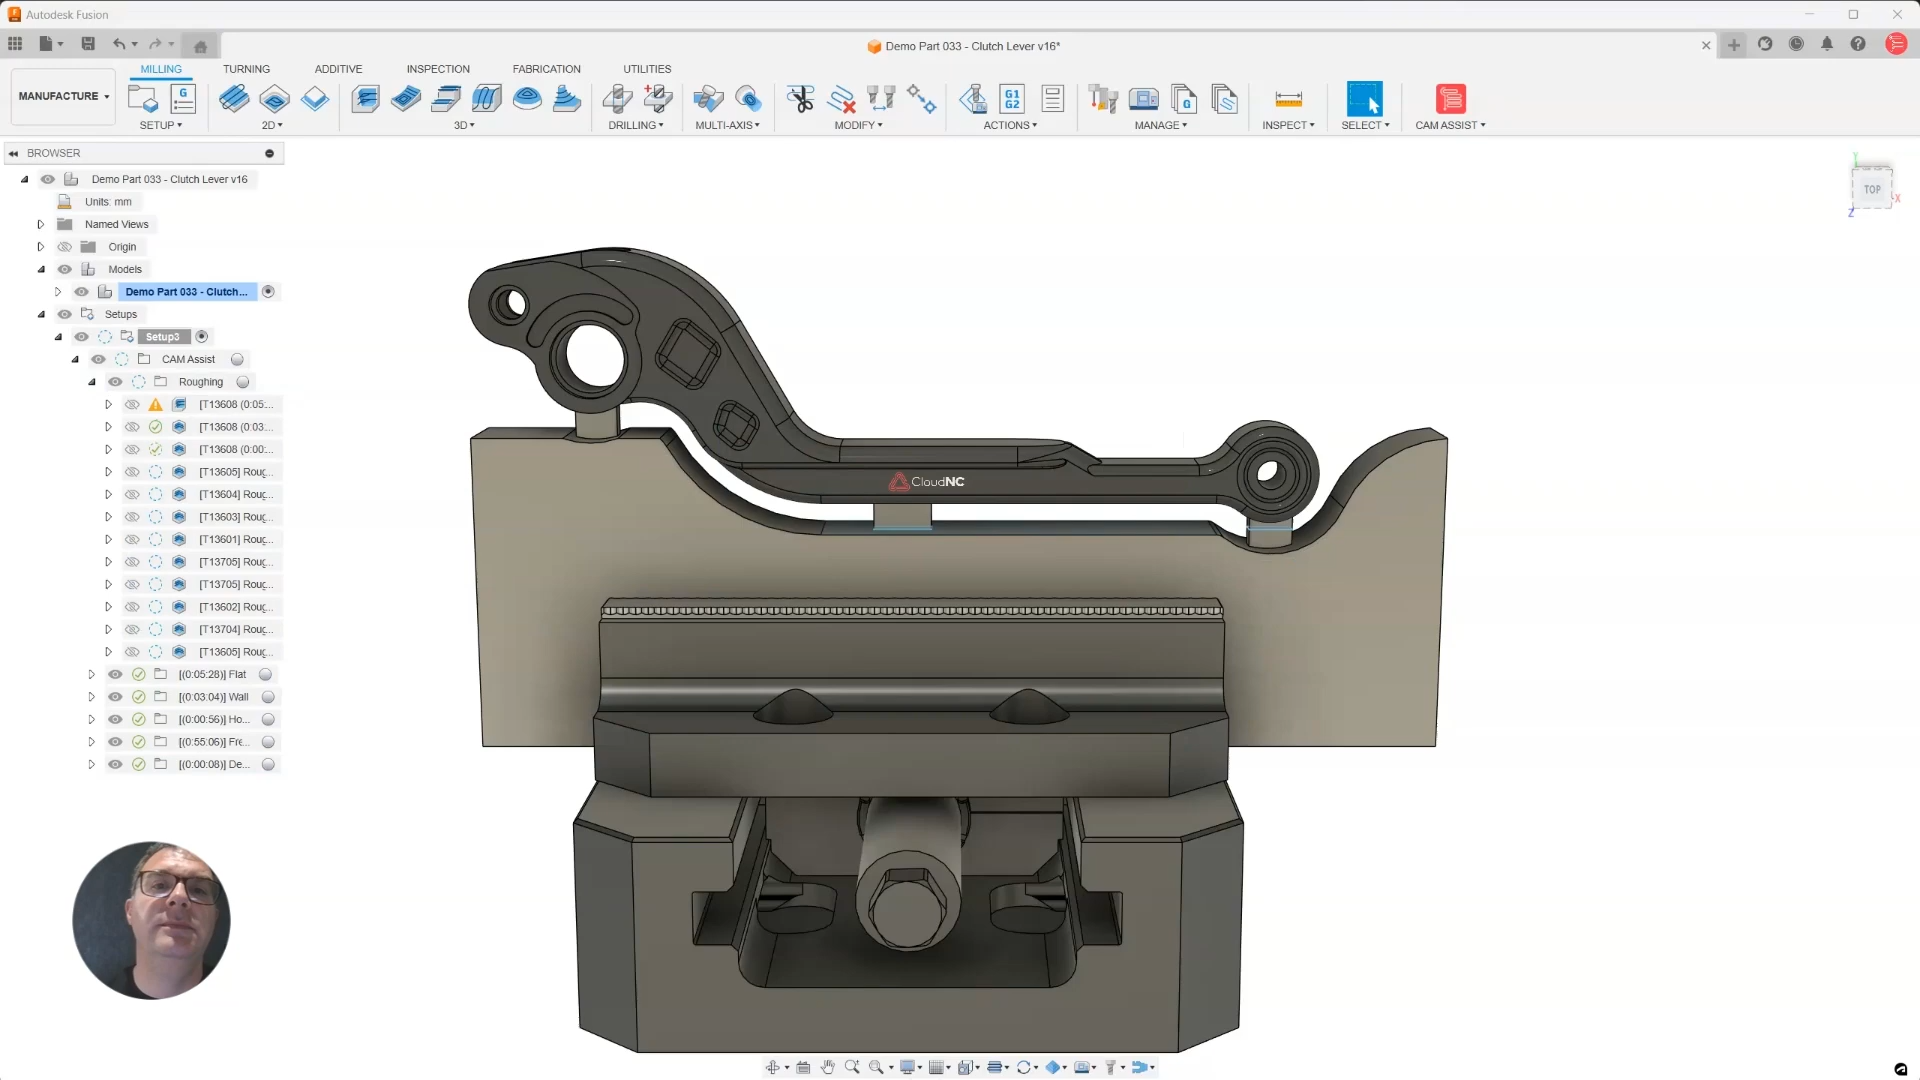 Autodesk Fusion
Demo Part 033 - Clutch Lever v16*
MILLING TURNING ADDITIVE INSPECTION FABRICATION UTILITIES
MANUFACTURE
G
G1
G2
G
SETUP 2D 3D DRILLING MULTI-AXIS MODIFY ACTIONS MANAGE INSPECT SELECT CAM ASSIST
BROWSER
Demo Part 033 - Clutch Lever v16
Units: mm
Named Views
Origin
Models
Demo Part 033 - Clutch...
Setups
Setup3
CAM Assist
Roughing
[T13608 (0:05:...
[T13608 (0:03...
[T13608 (0:00:...
[T13605] Roug...
[T13604] Roug...
[T13603] Roug...
[T13601] Roug...
[T13705] Roug...
[T13705] Roug...
[T13602] Roug...
[T13704] Roug...
[T13605] Roug...
[(0:05:28)] Flat
[(0:03:04)] Wall
[(0:00:56)] Ho...
[(0:55:06)] Fre...
[(0:00:08)] De...
CloudNC
Y
TOP
X
Z